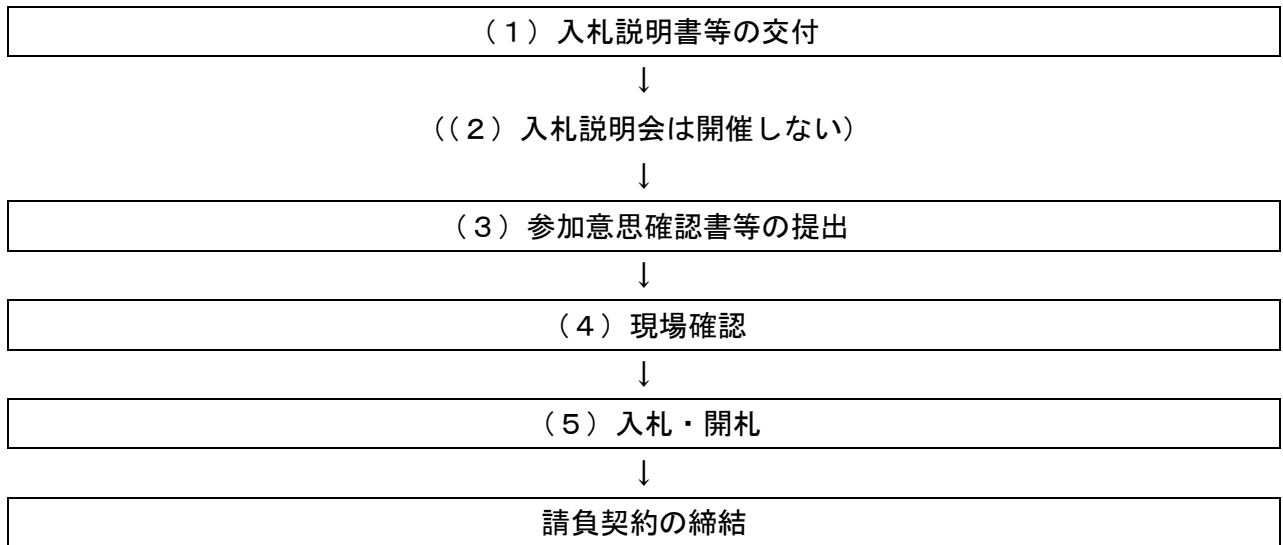 （１）入札説明書等の交付
↓
（（２）入札説明会は開催しない）
↓
（３）参加意思確認書等の提出
↓
（４）現場確認
↓
（５）入札・開札
↓
請負契約の締結